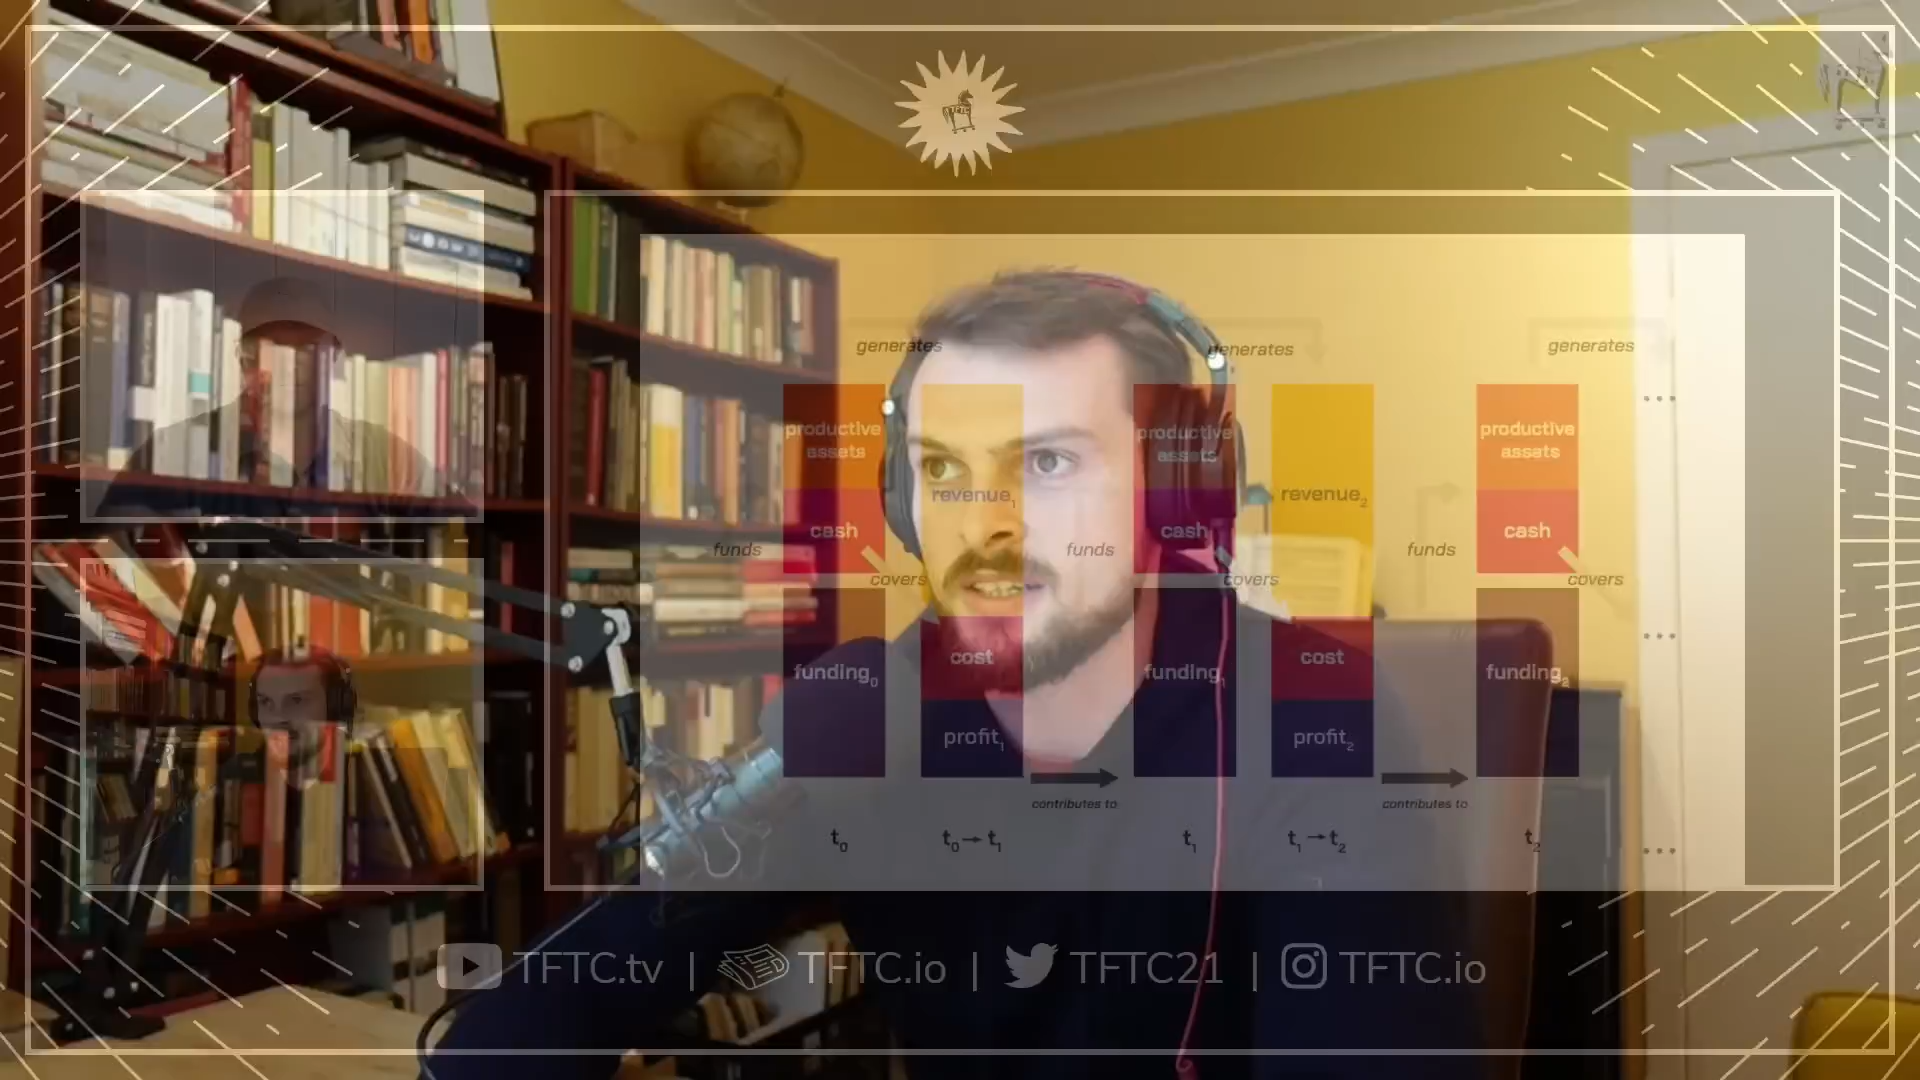 generates generates generates
productive
assets
productive
assets
productive
assets
revenue1 revenue2
cash cash cash
funds funds funds
covers covers covers
cost cost
funding0 funding1 funding2
profit1 profit2
contributes to contributes to
t0 t0→t1 t1 t1→t2 t2
TFTC.tv | TFTC.io | TFTC21 | TFTC.io